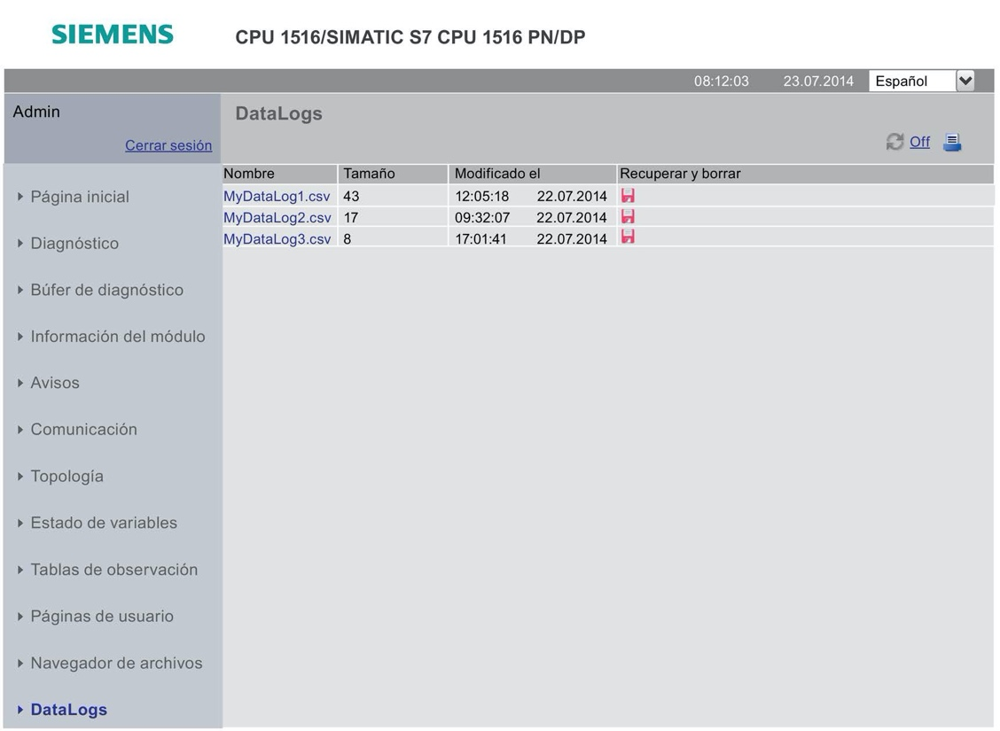 SIEMENS CPU 1516/SIMATIC S7 CPU 1516 PN/DP
08:12:03 23.07.2014 Español
Admin
Cerrar sesión
DataLogs
Off
Nombre Tamaño Modificado el Recuperar y borrar
MyDataLog1.csv 43 12:05:18 22.07.2014
MyDataLog2.csv 17 09:32:07 22.07.2014
MyDataLog3.csv 8 17:01:41 22.07.2014
Página inicial
Diagnóstico
Búfer de diagnóstico
Información del módulo
Avisos
Comunicación
Topología
Estado de variables
Tablas de observación
Páginas de usuario
Navegador de archivos
DataLogs